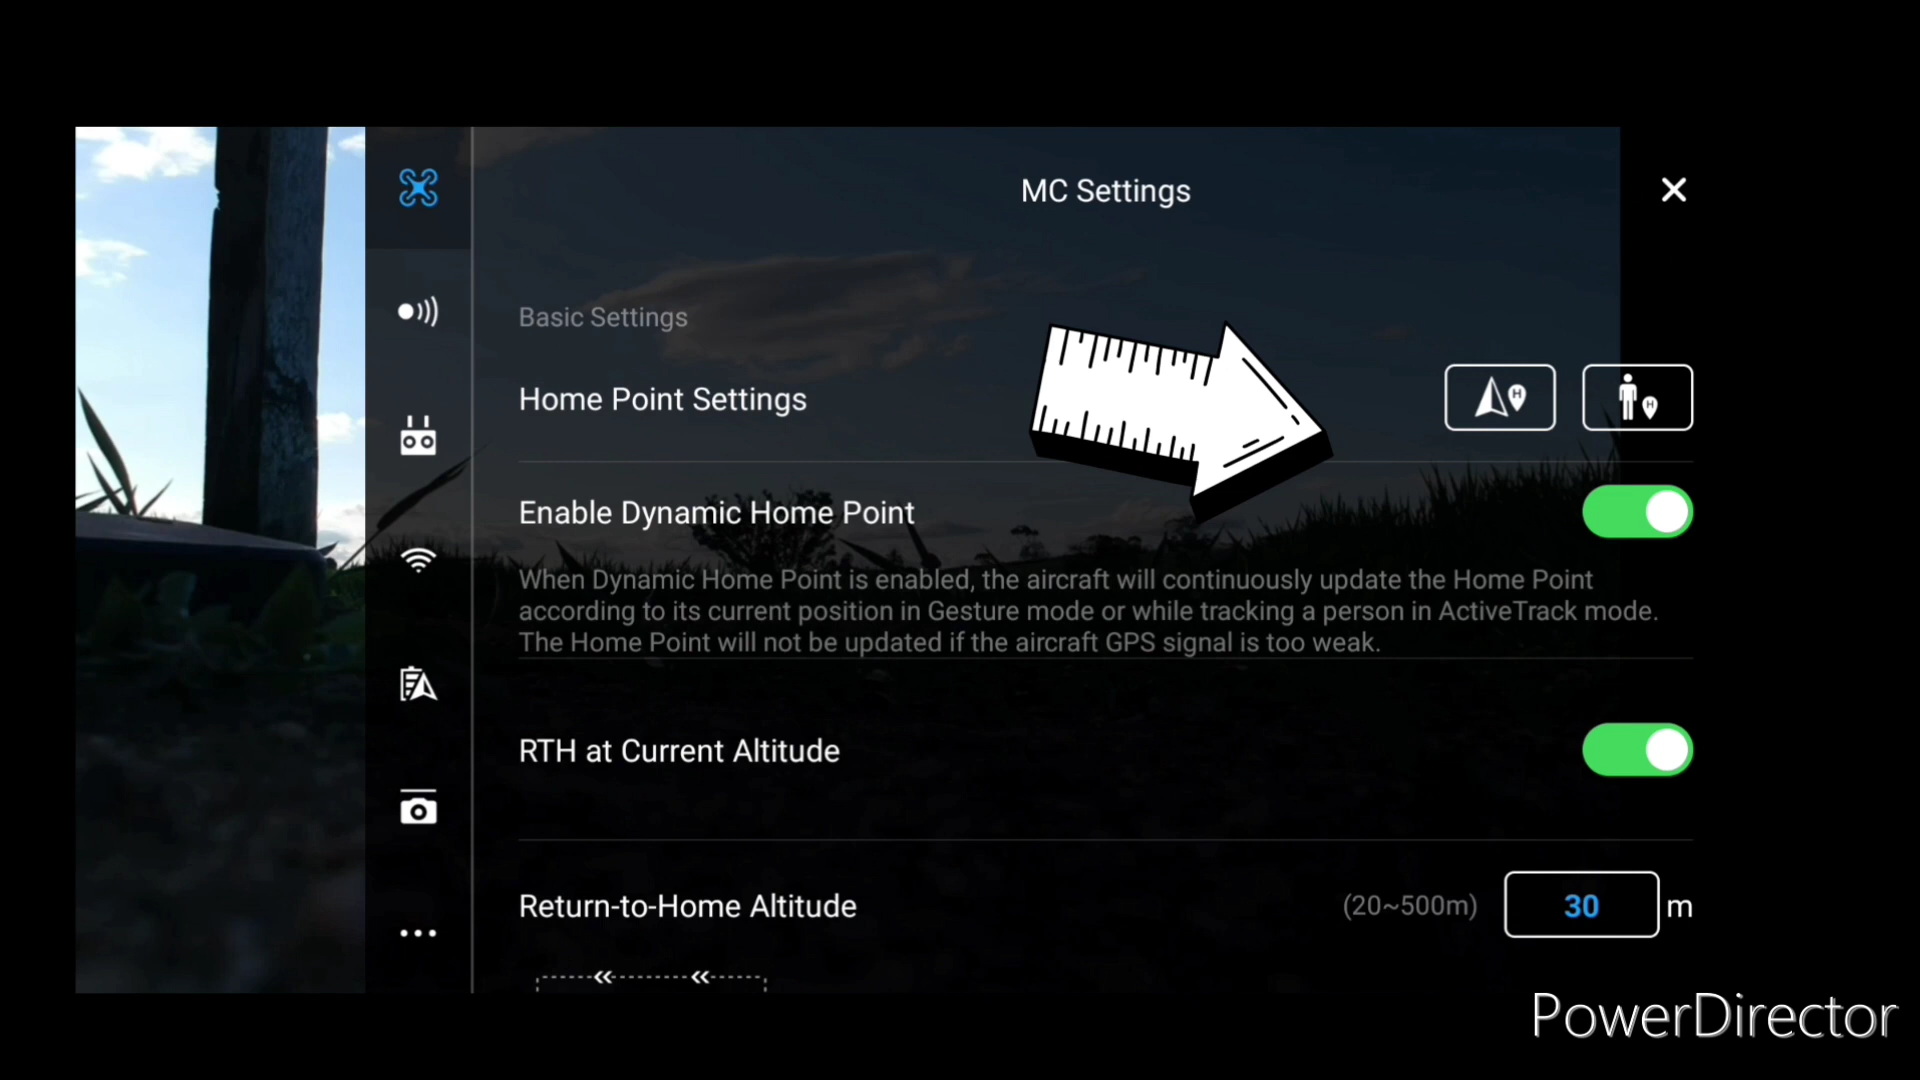 MC Settings
Basic Settings
Home Point Settings
H
H
Enable Dynamic Home Point
When Dynamic Home Point is enabled, the aircraft will continuously update the Home Point
according to its current position in Gesture mode or while tracking a person in ActiveTrack mode.
The Home Point will not be updated if the aircraft GPS signal is too weak.
RTH at Current Altitude
Return-to-Home Altitude (20~500m) 30 m
PowerDirector